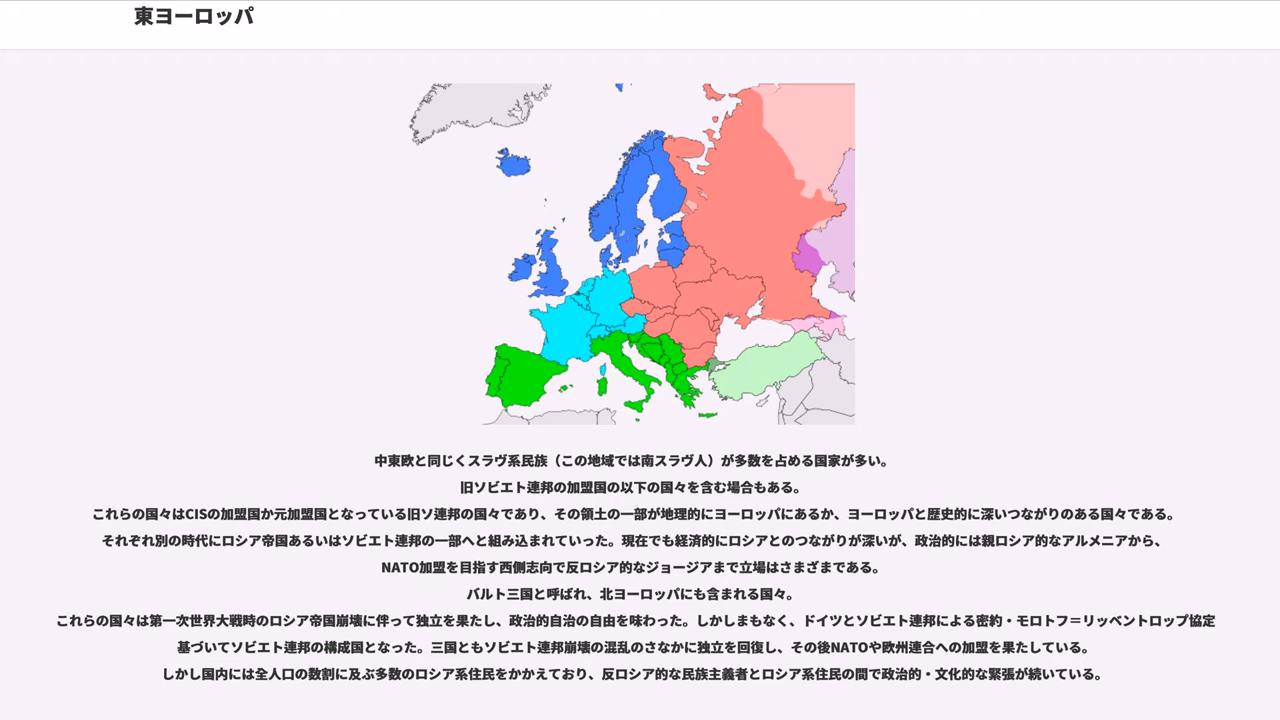 東ヨーロッパ
中東欧と同じくスラヴ系民族（この地域では南スラヴ人）が多数を占める国家が多い。
旧ソビエト連邦の加盟国の以下の国々を含む場合もある。
これらの国々はCISの加盟国か元加盟国となっている旧ソ連邦の国々であり、その領土の一部が地理的にヨーロッパにあるか、ヨーロッパと歴史的に深いつながりのある国々である。
それぞれ別の時代にロシア帝国あるいはソビエト連邦の一部へと組み込まれていった。現在でも経済的にロシアとのつながりが深いが、政治的には親ロシア的なアルメニアから、
NATO加盟を目指す西側志向で反ロシア的なジョージアまで立場はさまざまである。
バルト三国と呼ばれ、北ヨーロッパにも含まれる国々。
これらの国々は第一次世界大戦時のロシア帝国崩壊に伴って独立を果たし、政治的自治の自由を味わった。しかしまもなく、ドイツとソビエト連邦による密約・モロトフ＝リッベントロップ協定
基づいてソビエト連邦の構成国となった。三国ともソビエト連邦崩壊の混乱のさなかに独立を回復し、その後NATOや欧州連合への加盟を果たしている。
しかし国内には全人口の数割に及ぶ多数のロシア系住民をかかえており、反ロシア的な民族主義者とロシア系住民の間で政治的・文化的な緊張が続いている。